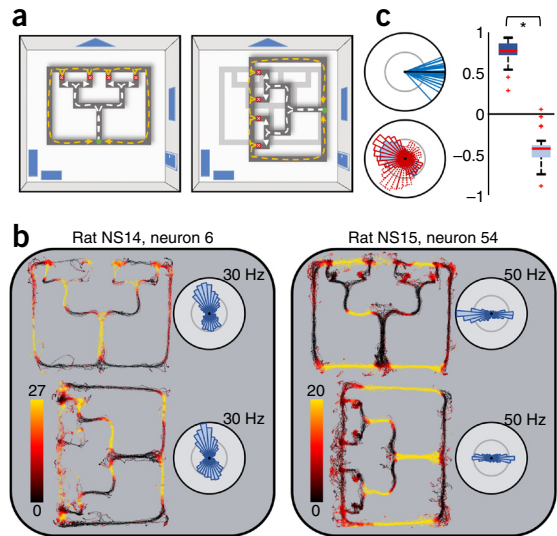 a
c
*
1
0.5
0
−0.5
−1
b
Rat NS14, neuron 6
Rat NS15, neuron 54
30 Hz
50 Hz
27
0
30 Hz
20
0
50 Hz